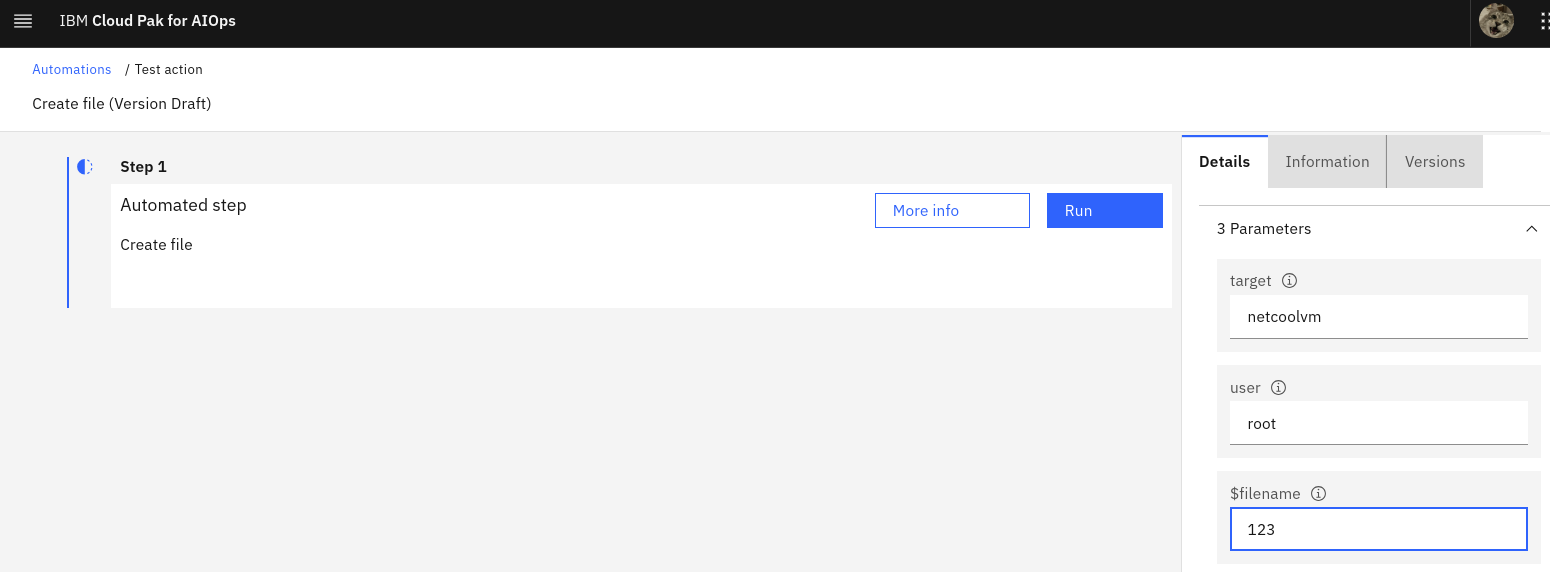 IBM Cloud Pak for AIOps
Automations / Test action
Create file (Version Draft)
Step 1
Automated step
More info
Run
Create file
Details
Information
Versions
3 Parameters
target
netcoolvm
user
root
$filename
123